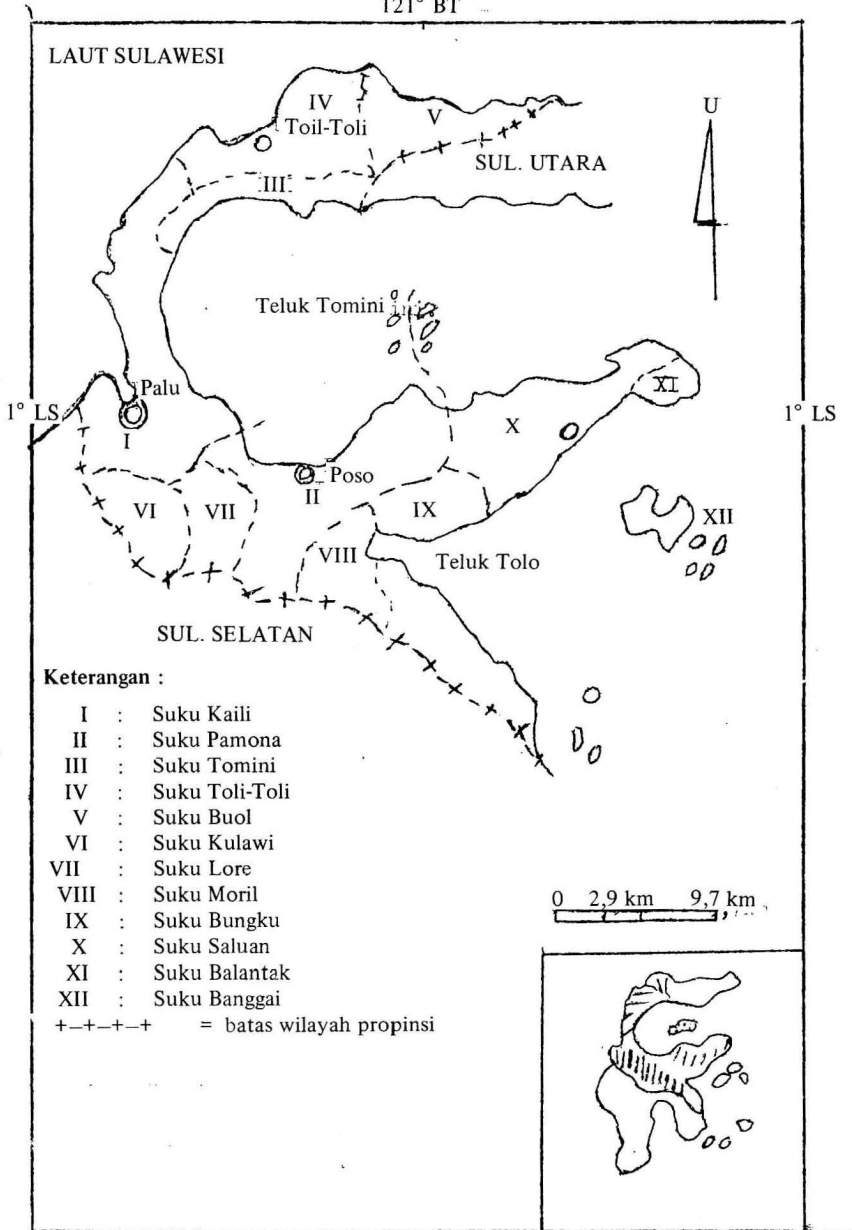 121° BT
LAUT SULAWESI
IV
Toil-Toli
V
U
SUL. UTARA
III
Teluk Tomini
XI
Palu
1° LS
1° LS
I
X
Poso
II
VI
VII
IX
XII
VIII
Teluk Tolo
SUL. SELATAN
Keterangan :
I : Suku Kaili
II : Suku Pamona
III : Suku Tomini
IV : Suku Toli-Toli
V : Suku Buol
VI : Suku Kulawi
VII : Suku Lore
VIII : Suku Moril
IX : Suku Bungku
X : Suku Saluan
XI : Suku Balantak
XII : Suku Banggai
+–+–+–+ = batas wilayah propinsi
0 2,9 km 9,7 km